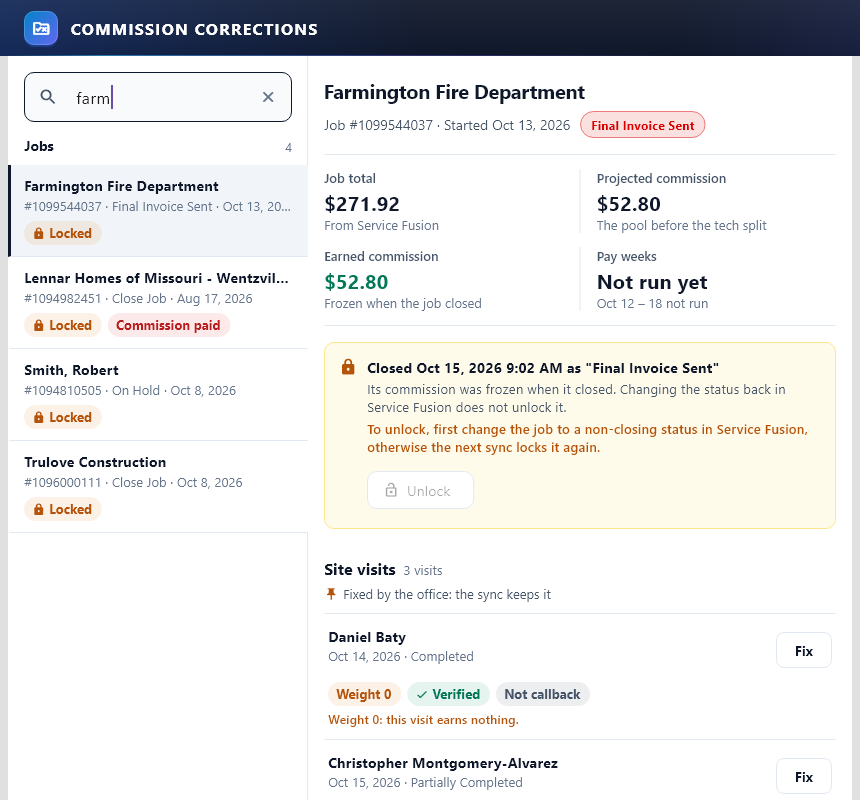 COMMISSION CORRECTIONS
farm
Jobs
4
Farmington Fire Department
#1099544037 · Final Invoice Sent · Oct 13, 20...
Locked
Lennar Homes of Missouri - Wentzvil...
#1094982451 · Close Job · Aug 17, 2026
Locked
Commission paid
Smith, Robert
#1094810505 · On Hold · Oct 8, 2026
Locked
Trulove Construction
#1096000111 · Close Job · Oct 8, 2026
Locked
Farmington Fire Department
Job #1099544037 · Started Oct 13, 2026
Final Invoice Sent
Job total
$271.92
From Service Fusion
Projected commission
$52.80
The pool before the tech split
Earned commission
$52.80
Frozen when the job closed
Pay weeks
Not run yet
Oct 12 – 18 not run
Closed Oct 15, 2026 9:02 AM as "Final Invoice Sent"
Its commission was frozen when it closed. Changing the status back in
Service Fusion does not unlock it.
To unlock, first change the job to a non-closing status in Service Fusion,
otherwise the next sync locks it again.
Unlock
Site visits 3 visits
Fixed by the office: the sync keeps it
Daniel Baty
Oct 14, 2026 · Completed
Fix
Weight 0
Verified
Not callback
Weight 0: this visit earns nothing.
Christopher Montgomery-Alvarez
Oct 15, 2026 · Partially Completed
Fix